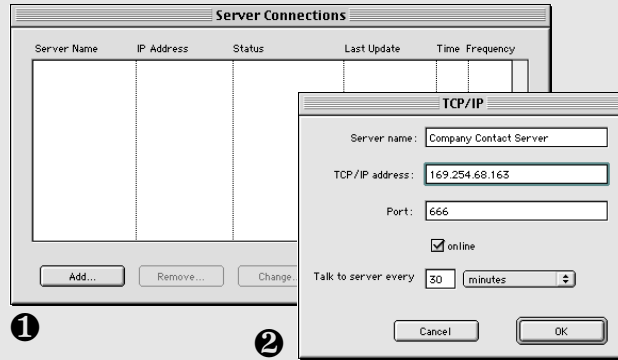 Server Connections
Server Name IP Address Status Last Update Time Frequency
Add... Remove... Change..
❶
TCP/IP
Server name: Company Contact Server
TCP/IP address: 169.254.68.163
Port: 666
online
Talk to server every 30 minutes
Cancel OK
❷